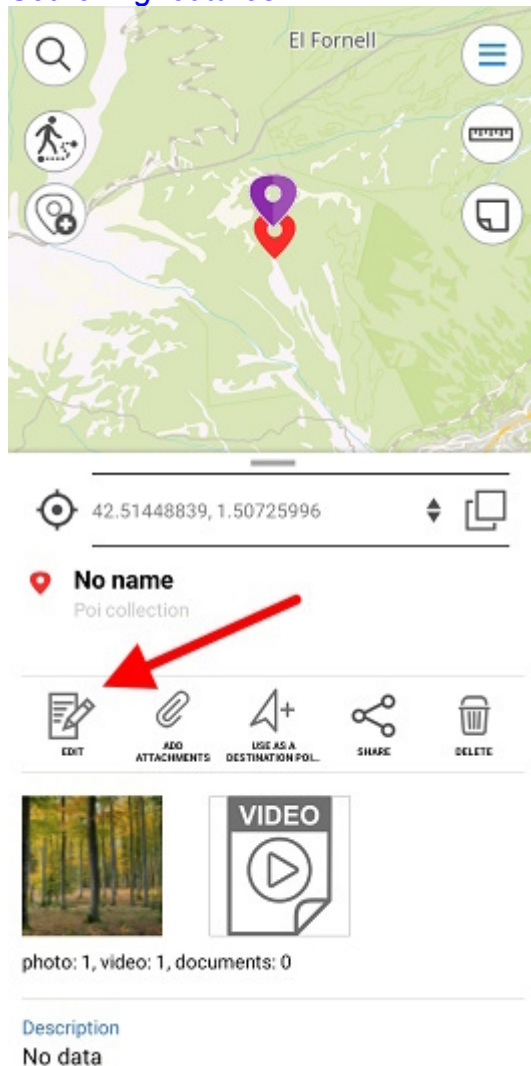 El Fornell
42.51448839, 1.50725996
No name
Poi collection
EDIT
ADD
ATTACHMENTS
USE AS A
DESTINATION POI...
SHARE
DELETE
VIDEO
photo: 1, video: 1, documents: 0
Description
No data